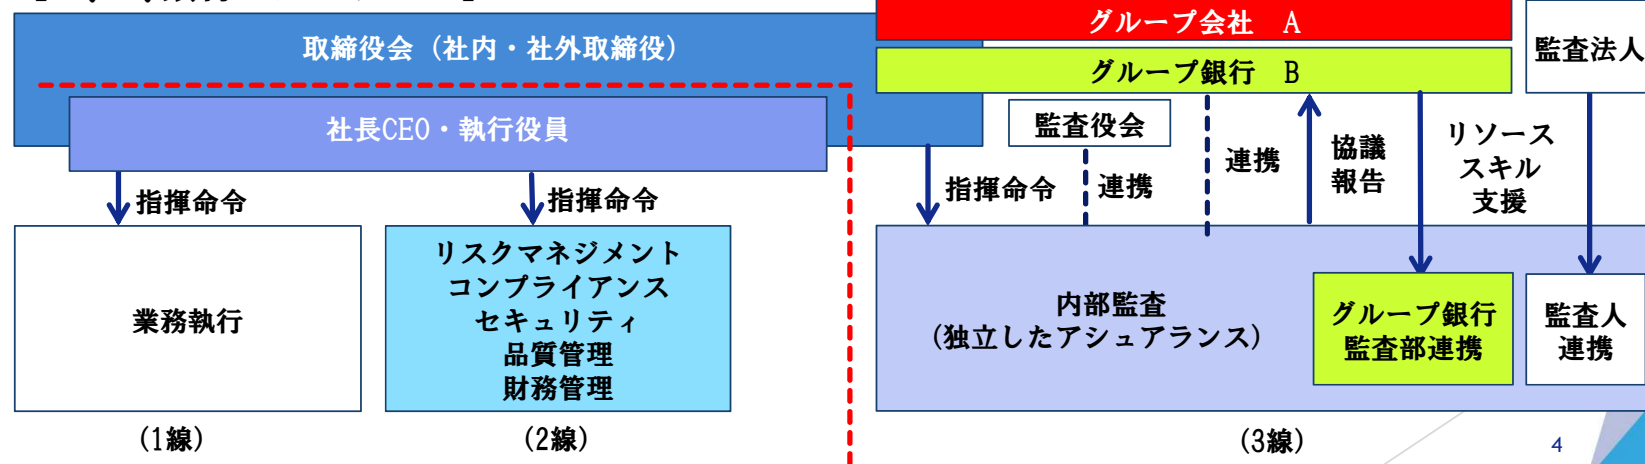 取締役会（社内・社外取締役）
社長CEO・執行役員
指揮命令
指揮命令
業務執行
リスクマネジメント
コンプライアンス
セキュリティ
品質管理
財務管理
(1線)
(2線)
グループ会社 A
グループ銀行 B
監査法人
監査役会
指揮命令
連携
連携
協議
報告
リソース
スキル
支援
内部監査
(独立したアシュアランス)
グループ銀行
監査部連携
監査人
連携
(3線)
4